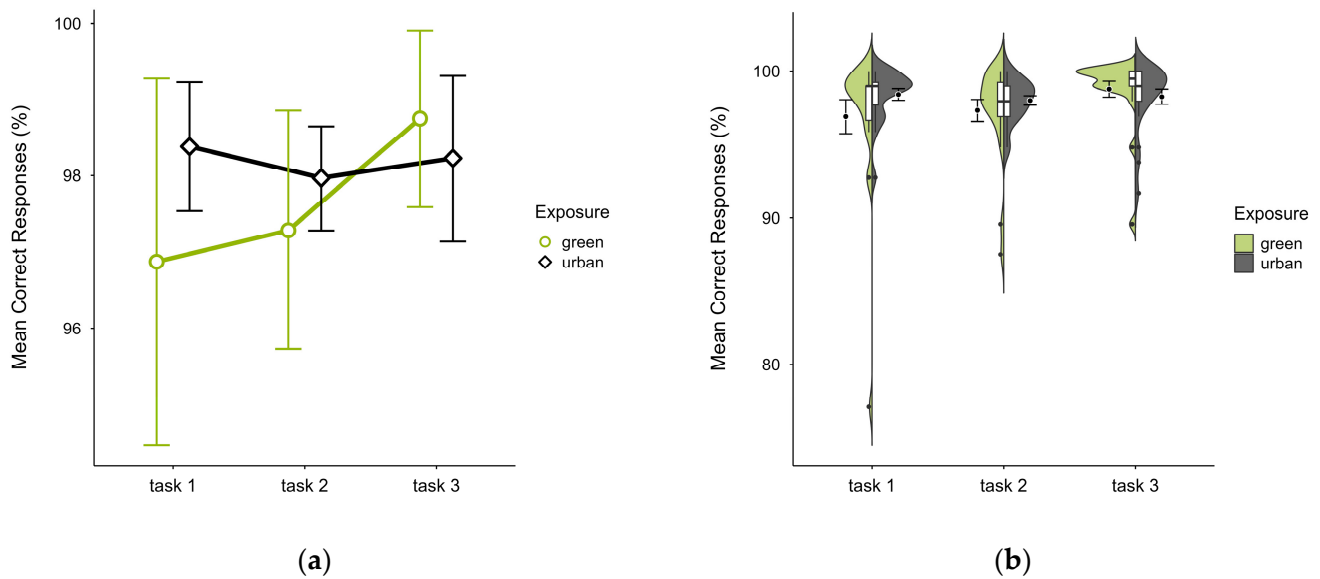 100
98
96
Mean Correct Responses (%)
task 1
task 2
task 3
Exposure
green
urban
(a)
100
90
80
Mean Correct Responses (%)
task 1
task 2
task 3
Exposure
green
urban
(b)